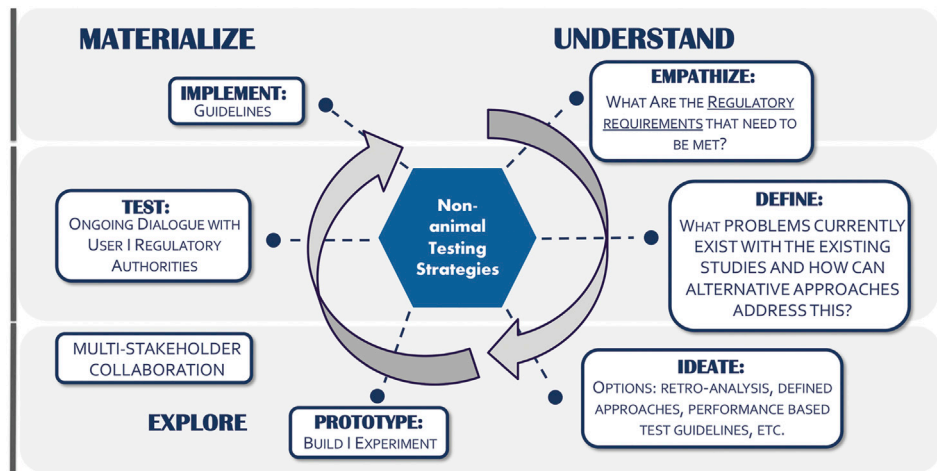 MATERIALIZE
UNDERSTAND
IMPLEMENT:
GUIDELINES
EMPATHIZE:
WHAT ARE THE REGULATORY
REQUIREMENTS THAT NEED TO
BE MET?
TEST:
ONGOING DIALOGUE WITH
USER | REGULATORY
AUTHORITIES
Non-
animal
Testing
Strategies
DEFINE:
WHAT PROBLEMS CURRENTLY
EXIST WITH THE EXISTING
STUDIES AND HOW CAN
ALTERNATIVE APPROACHES
ADDRESS THIS?
MULTI-STAKEHOLDER
COLLABORATION
EXPLORE
PROTOTYPE:
BUILD | EXPERIMENT
IDEATE:
OPTIONS: RETRO-ANALYSIS, DEFINED
APPROACHES, PERFORMANCE BASED
TEST GUIDELINES, ETC.